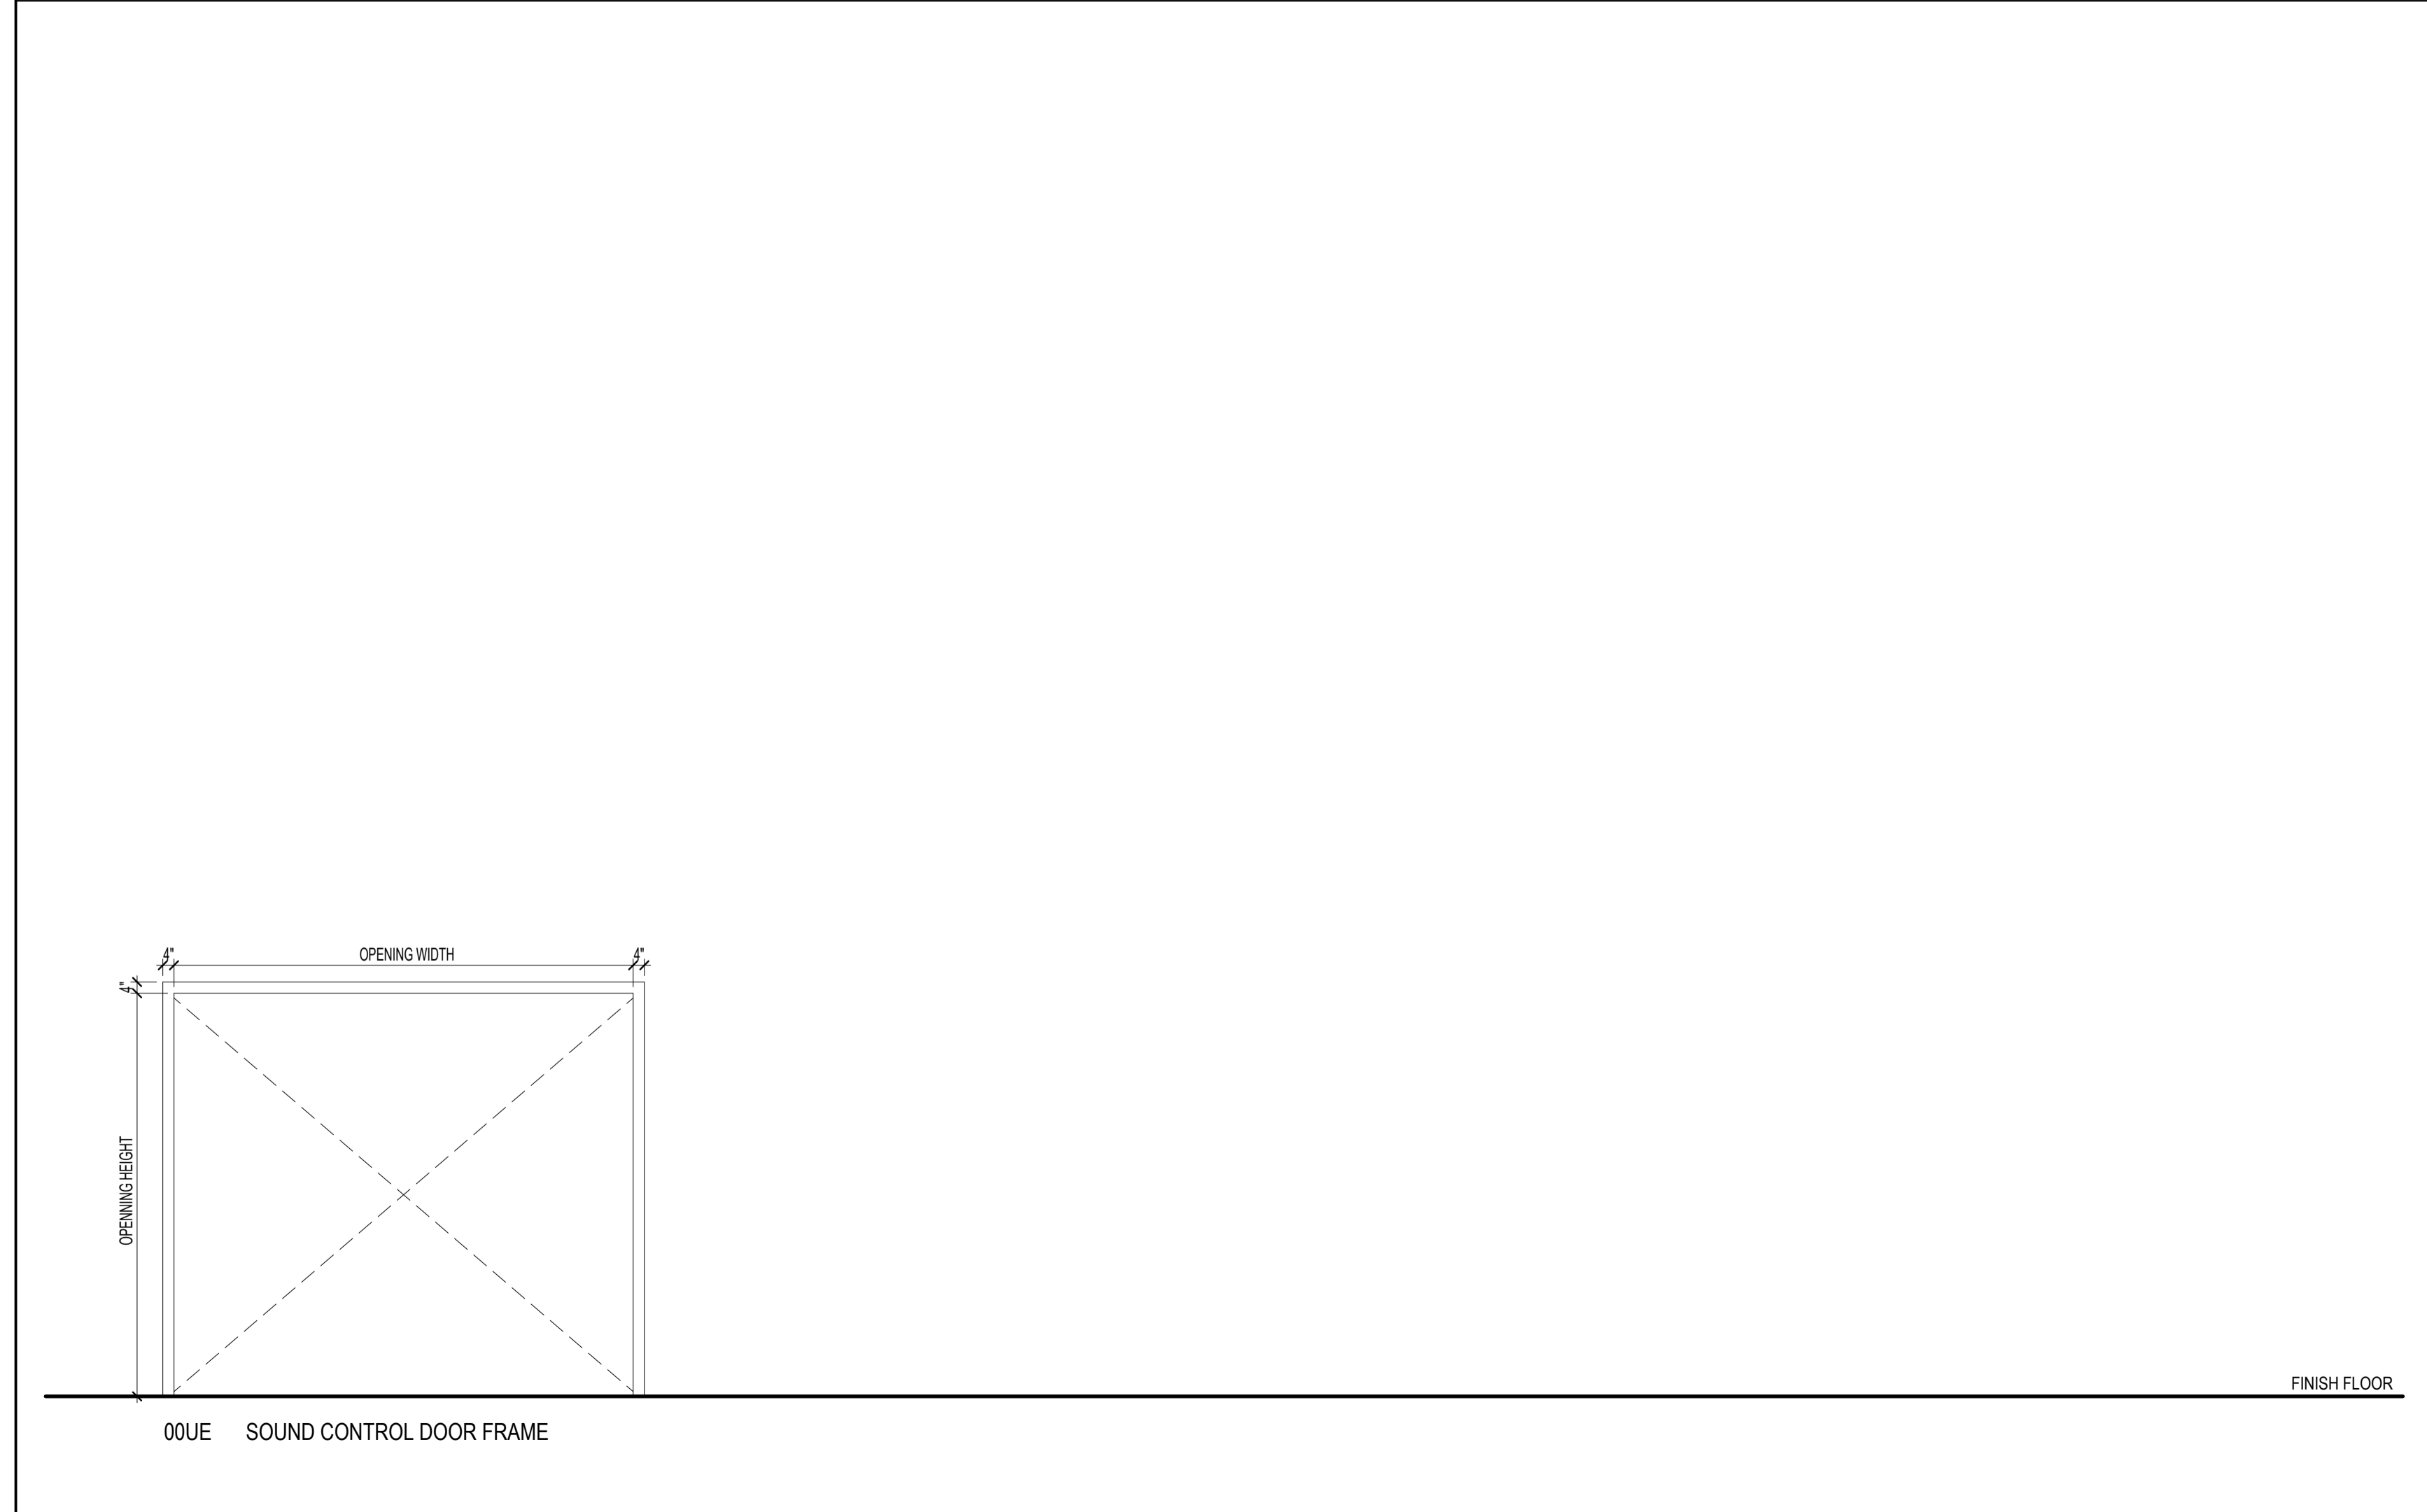 4" OPENING WIDTH 4"
4"
OPENNING HEIGHT
FINISH FLOOR
00UE SOUND CONTROL DOOR FRAME